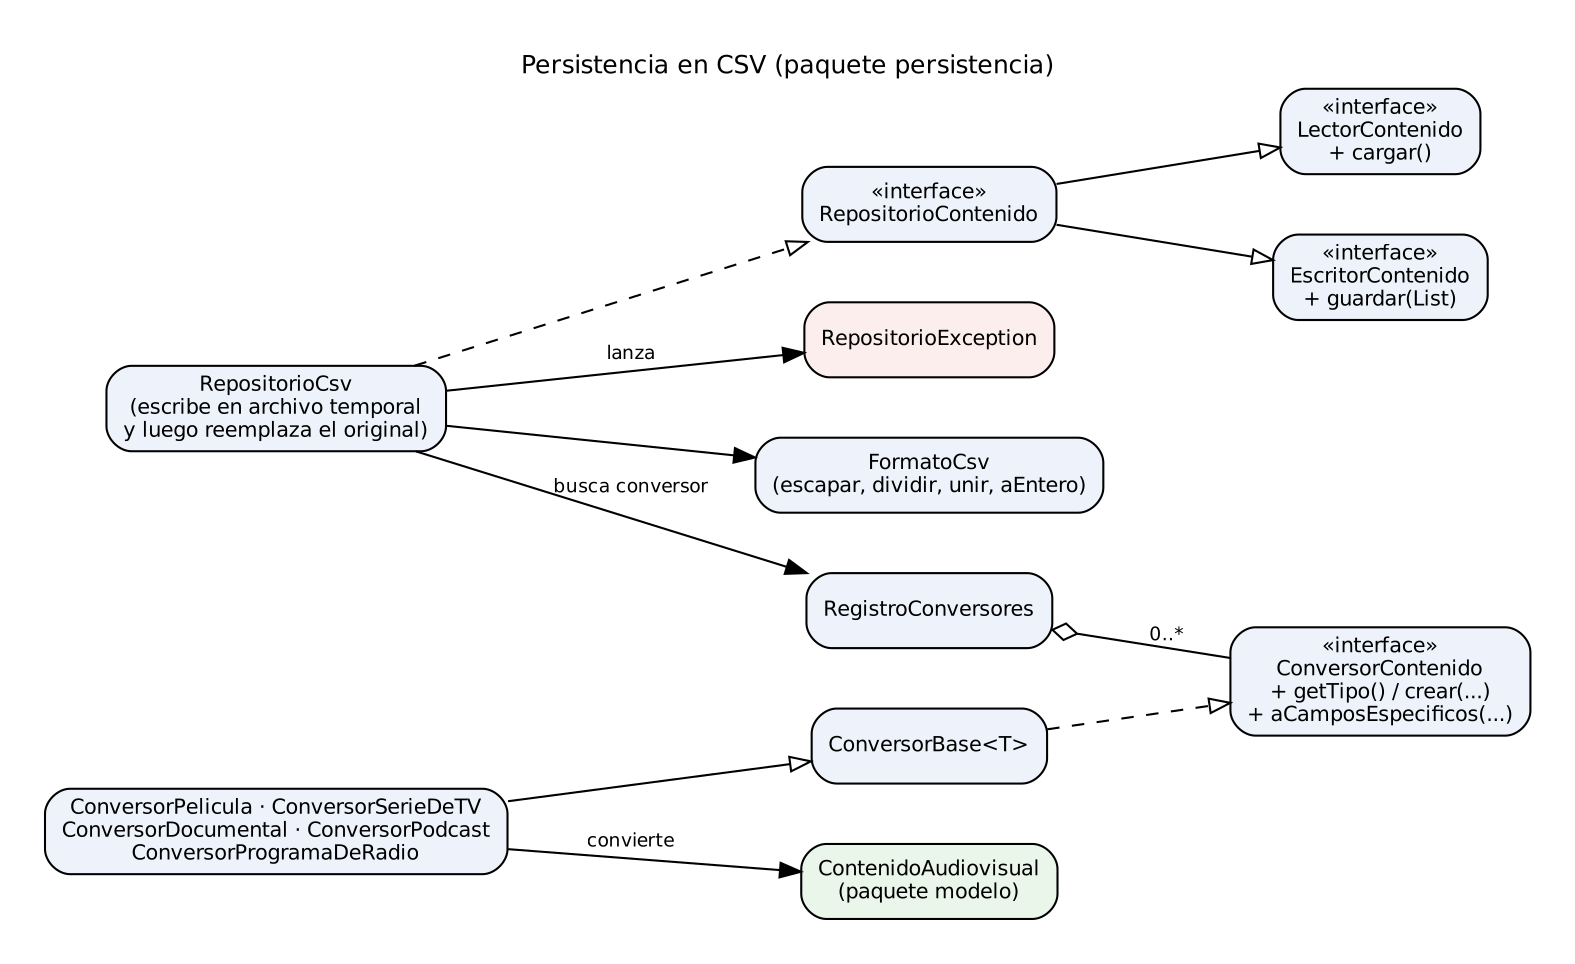 Persistencia en CSV (paquete persistencia)
«interface»
LectorContenido
+ cargar()
«interface»
RepositorioContenido
«interface»
EscritorContenido
+ guardar(List)
RepositorioException
lanza
RepositorioCsv
(escribe en archivo temporal
y luego reemplaza el original)
FormatoCsv
(escapar, dividir, unir, aEntero)
busca conversor
RegistroConversores
0..*
«interface»
ConversorContenido
+ getTipo() / crear(...)
+ aCamposEspecificos(...)
ConversorBase<T>
ConversorPelicula · ConversorSerieDeTV
ConversorDocumental · ConversorPodcast
ConversorProgramaDeRadio
convierte
ContenidoAudiovisual
(paquete modelo)